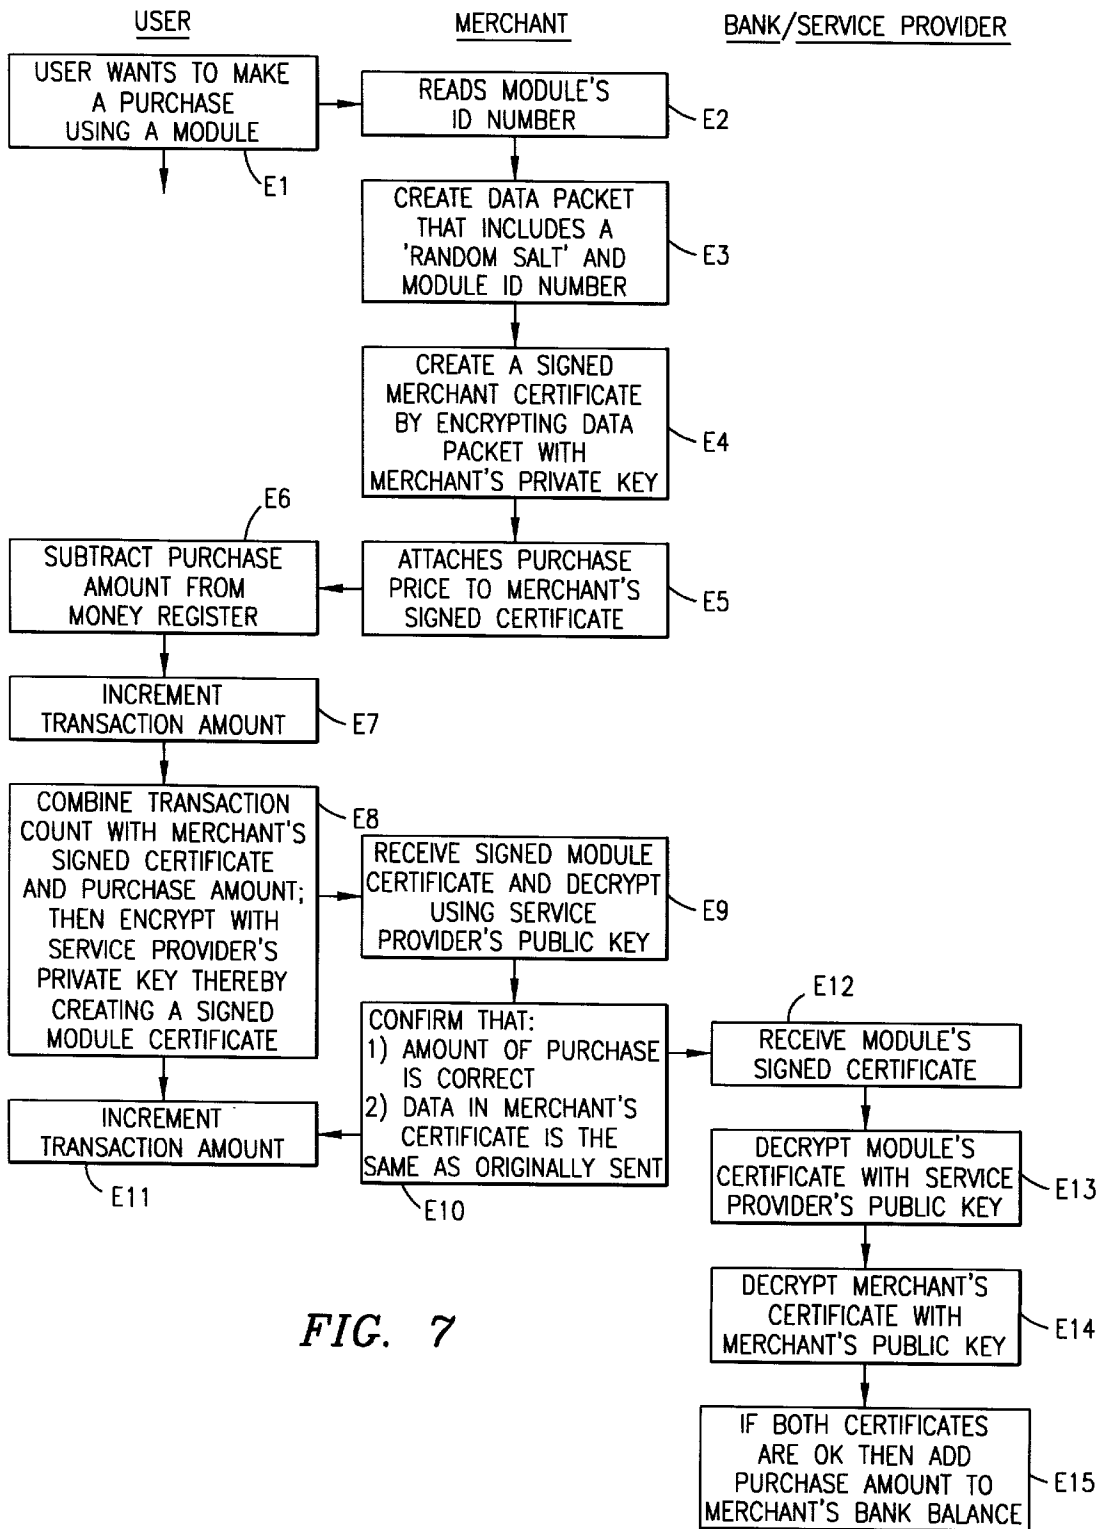 USER
MERCHANT
BANK/SERVICE PROVIDER
USER WANTS TO MAKE
A PURCHASE
USING A MODULE
E1
READS MODULE'S
ID NUMBER
E2
CREATE DATA PACKET
THAT INCLUDES A
'RANDOM SALT' AND
MODULE ID NUMBER
E3
CREATE A SIGNED
MERCHANT CERTIFICATE
BY ENCRYPTING DATA
PACKET WITH
MERCHANT'S PRIVATE KEY
E4
ATTACHES PURCHASE
PRICE TO MERCHANT'S
SIGNED CERTIFICATE
E5
E6
SUBTRACT PURCHASE
AMOUNT FROM
MONEY REGISTER
INCREMENT
TRANSACTION AMOUNT
E7
COMBINE TRANSACTION
COUNT WITH MERCHANT'S
SIGNED CERTIFICATE
AND PURCHASE AMOUNT;
THEN ENCRYPT WITH
SERVICE PROVIDER'S
PRIVATE KEY THEREBY
CREATING A SIGNED
MODULE CERTIFICATE
E8
RECEIVE SIGNED MODULE
CERTIFICATE AND DECRYPT
USING SERVICE
PROVIDER'S PUBLIC KEY
E9
CONFIRM THAT:
1) AMOUNT OF PURCHASE
IS CORRECT
2) DATA IN MERCHANT'S
CERTIFICATE IS THE
SAME AS ORIGINALLY SENT
E10
INCREMENT
TRANSACTION AMOUNT
E11
E12
RECEIVE MODULE'S
SIGNED CERTIFICATE
DECRYPT MODULE'S
CERTIFICATE WITH SERVICE
PROVIDER'S PUBLIC KEY
E13
DECRYPT MERCHANT'S
CERTIFICATE WITH
MERCHANT'S PUBLIC KEY
E14
IF BOTH CERTIFICATES
ARE OK THEN ADD
PURCHASE AMOUNT TO
MERCHANT'S BANK BALANCE
E15
FIG. 7